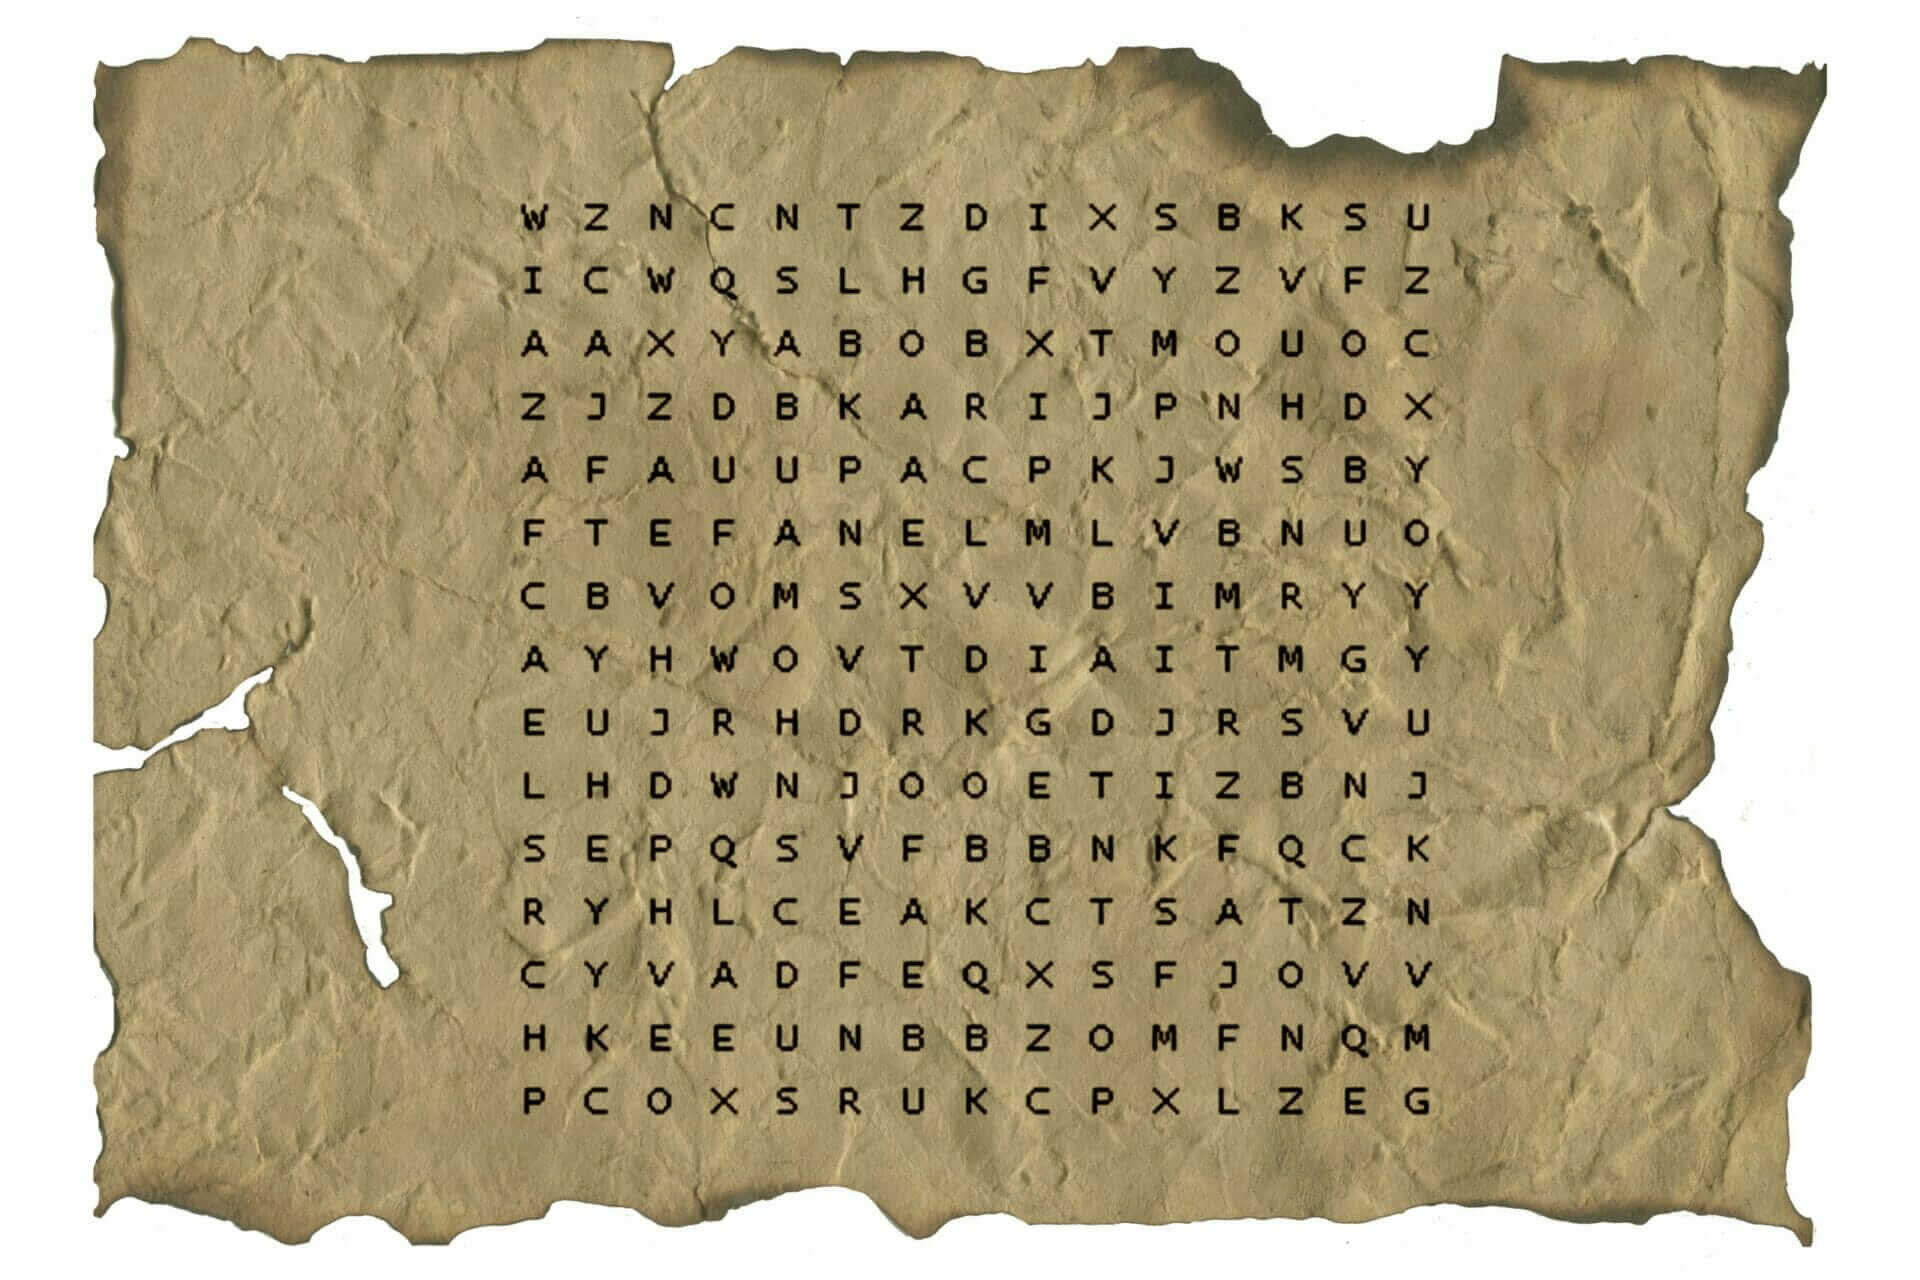 W Z N C N T Z D I X S B K S U
I C W Q S L H G F V Y Z V F Z
A A X Y A B O B X T M O U O C
Z J Z D B K A R I J P N H D X
A F A U U P A C P K J W S B Y
F T E F A N E L M L V B N U O
C B V O M S X V V B I M R Y Y
A Y H W O V T D I A I T M G Y
E U J R H D R K G D J R S V U
L H D W N J O O E T I Z B N J
S E P Q S V F B B N K F Q C K
R Y H L C E A K C T S A T Z N
C Y V A D F E Q X S F J O V V
H K E E U N B B Z O M F N Q M
P C O X S R U K C P X L Z E G